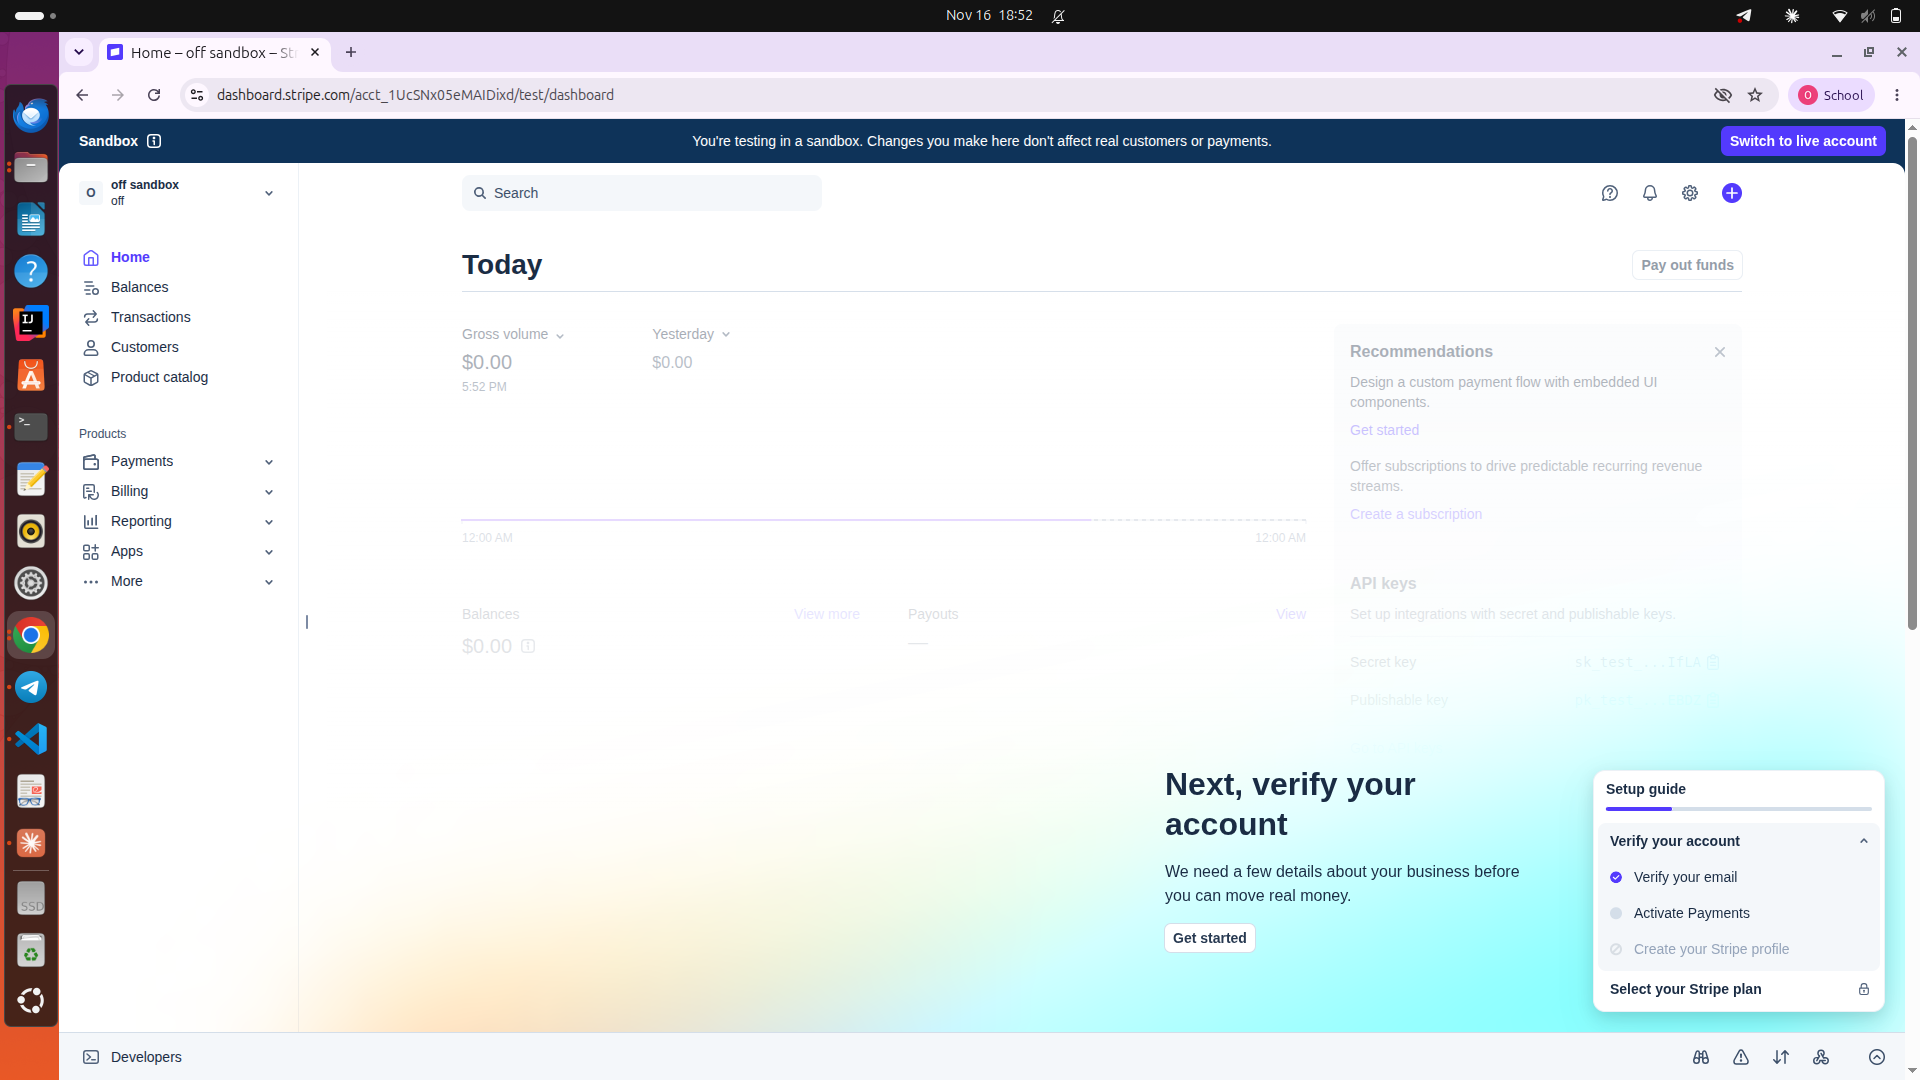 Nov 16 18:52
Home – off sandbox – St
dashboard.stripe.com/acct_1UcSNx05eMAIDixd/test/dashboard
O School
Sandbox
You're testing in a sandbox. Changes you make here don't affect real customers or payments.
Switch to live account
O
off sandbox
off
Search
Home
Balances
Transactions
Customers
Product catalog
Products
Payments
Billing
Reporting
Apps
More
Today
Pay out funds
Gross volume
$0.00
5:52 PM
Yesterday
$0.00
12:00 AM
12:00 AM
Recommendations
Design a custom payment flow with embedded UI
components.
Get started
Offer subscriptions to drive predictable recurring revenue
streams.
Create a subscription
API keys
Set up integrations with secret and publishable keys.
Secret key
sk_test_...IfLA
Publishable key
Balances
View more
$0.00
Payouts
View
—
Next, verify your
account
We need a few details about your business before
you can move real money.
Get started
Setup guide
Verify your account
Verify your email
Activate Payments
Create your Stripe profile
Select your Stripe plan
Developers
SSD
IJ